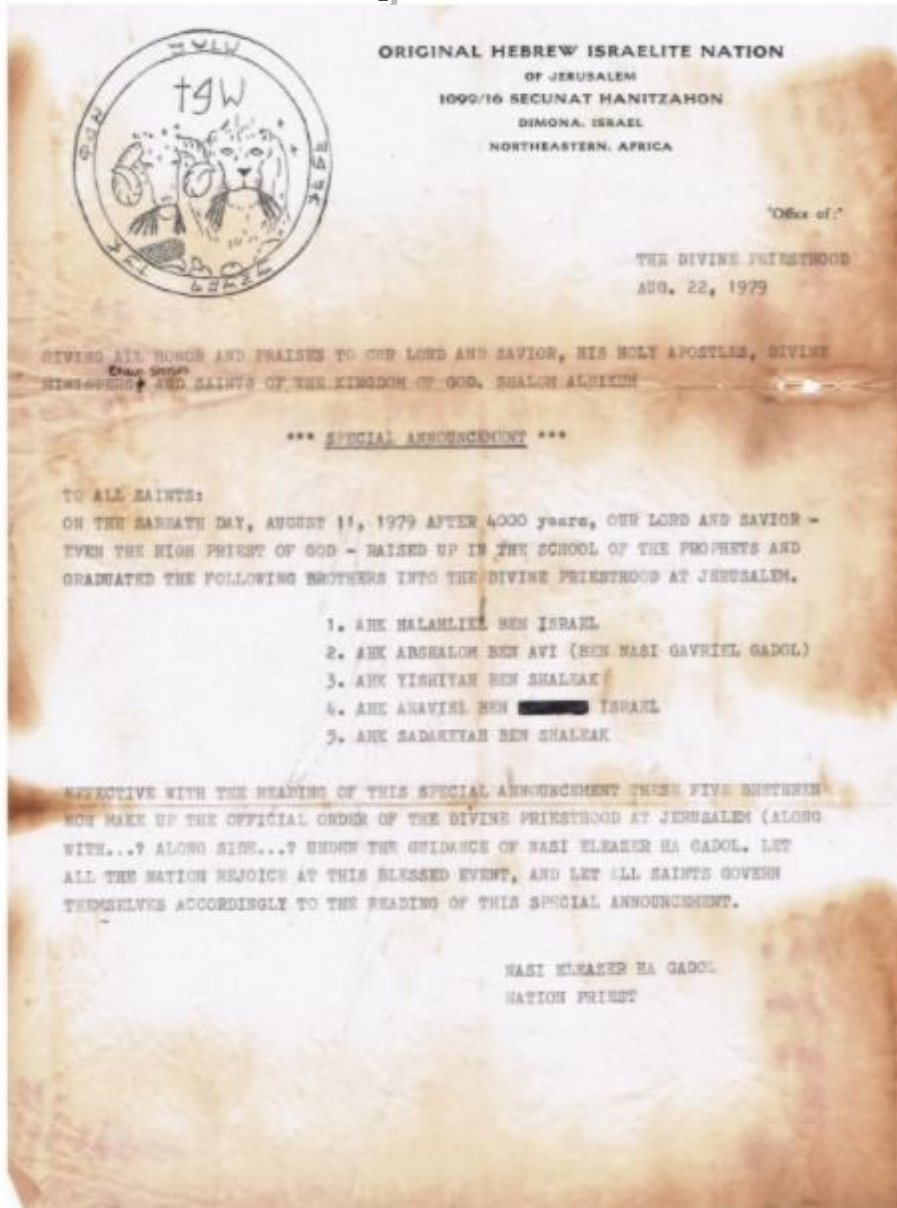 ORIGINAL HEBREW ISRAELITE NATION
OF JERUSALEM
1099/16 SECUNAT HANITZAHON
DIMONA, ISRAEL
NORTHEASTERN, AFRICA
"Office of:"
THE DIVINE PRIESTHOOD
AUG. 22, 1979
GIVING ALL HONOR AND PRAISES TO OUR LORD AND SAVIOR, HIS HOLY APOSTLES, DIVINE
MINISTERS AND SAINTS OF THE KINGDOM OF GOD. SHALOM ALEIKUM
*** SPECIAL ANNOUNCEMENT ***
TO ALL SAINTS:
ON THE SABBATH DAY, AUGUST 11, 1979 AFTER 4000 years, OUR LORD AND SAVIOR -
EVEN THE HIGH PRIEST OF GOD - RAISED UP IN THE SCHOOL OF THE PROPHETS AND
GRADUATED THE FOLLOWING BROTHERS INTO THE DIVINE PRIESTHOOD AT JERUSALEM.
1. AHK HALAHLIEL BEN ISRAEL
2. AHK ABSHALOM BEN AVI (BEN NASI GAVRIEL GADOL)
3. AHK YISHIYAH BEN SHALEAK
4. AHK ANAVIEL BEN ISRAEL
5. AHK SADAKEYAH BEN SHALEAK
EFFECTIVE WITH THE READING OF THIS SPECIAL ANNOUNCEMENT THESE FIVE BRETHEREN
NOW MAKE UP THE OFFICIAL ORDER OF THE DIVINE PRIESTHOOD AT JERUSALEM (ALONG
WITH...? ALONG SIDE...? UNDER THE GUIDANCE OF NASI ELEAZER HA GADOL. LET
ALL THE NATION REJOICE AT THIS BLESSED EVENT, AND LET ALL SAINTS GOVERN
THEMSELVES ACCORDINGLY TO THE READING OF THIS SPECIAL ANNOUNCEMENT.
NASI ELEAZER HA GADOL
NATION PRIEST